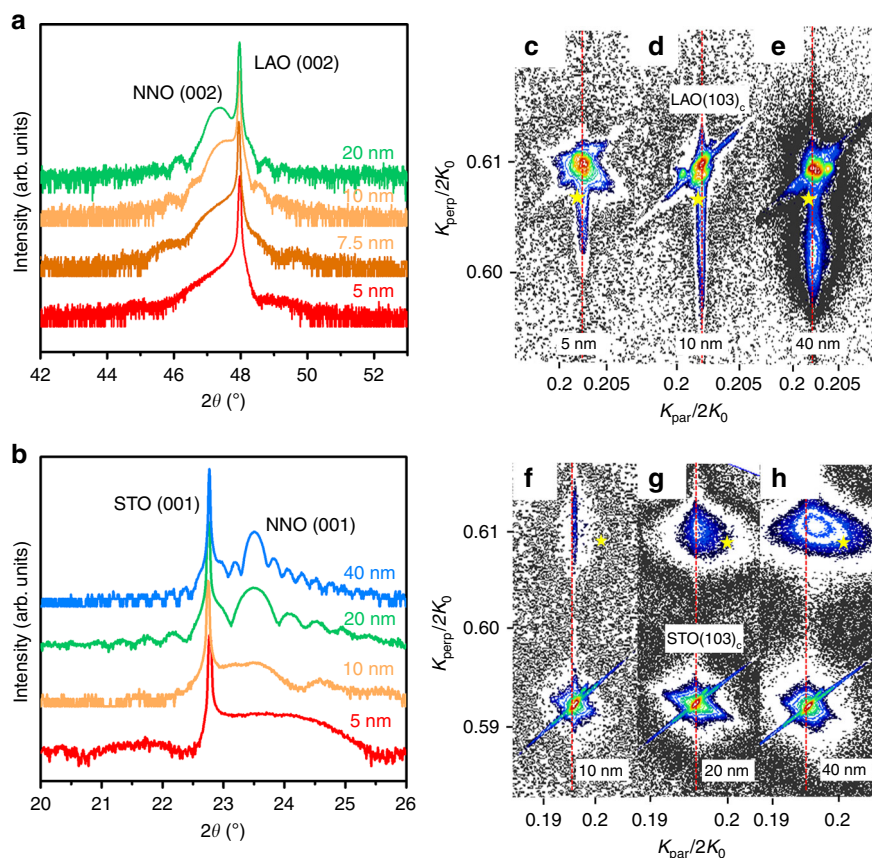 a
Intensity (arb. units)
NNO (002)
LAO (002)
20 nm
10 nm
7.5 nm
5 nm
42 44 46 48 50 52
2θ (°)
c d e
LAO(103)c
Kperp/2K0
0.61
0.60
5 nm 10 nm 40 nm
0.2 0.205 0.2 0.205 0.2 0.205
Kpar/2K0
b
Intensity (arb. units)
STO (001)
NNO (001)
40 nm
20 nm
10 nm
5 nm
20 21 22 23 24 25 26
2θ (°)
f g h
Kperp/2K0
0.61
0.60
0.59
STO(103)c
10 nm 20 nm 40 nm
0.19 0.2 0.19 0.2 0.19 0.2
Kpar/2K0